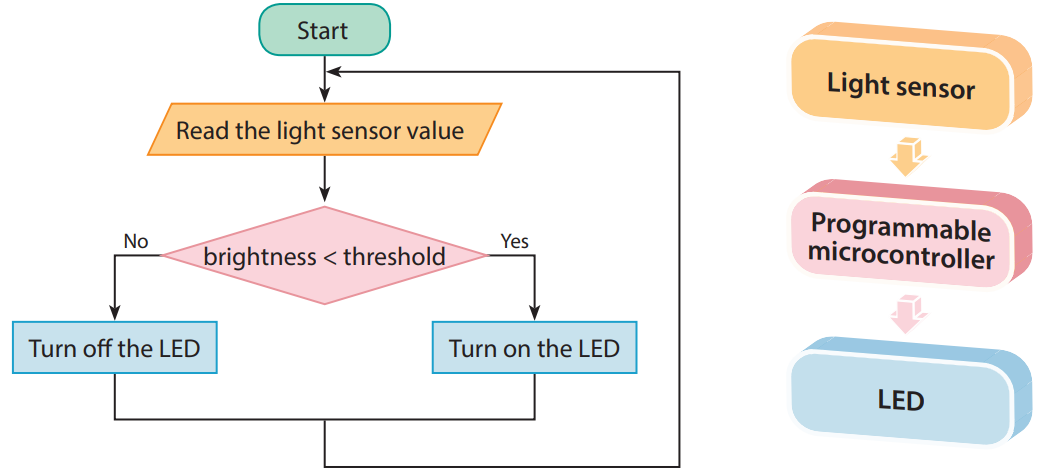 Start
Read the light sensor value
brightness < threshold
No
Yes
Turn off the LED
Turn on the LED
Light sensor
Programmable
microcontroller
LED